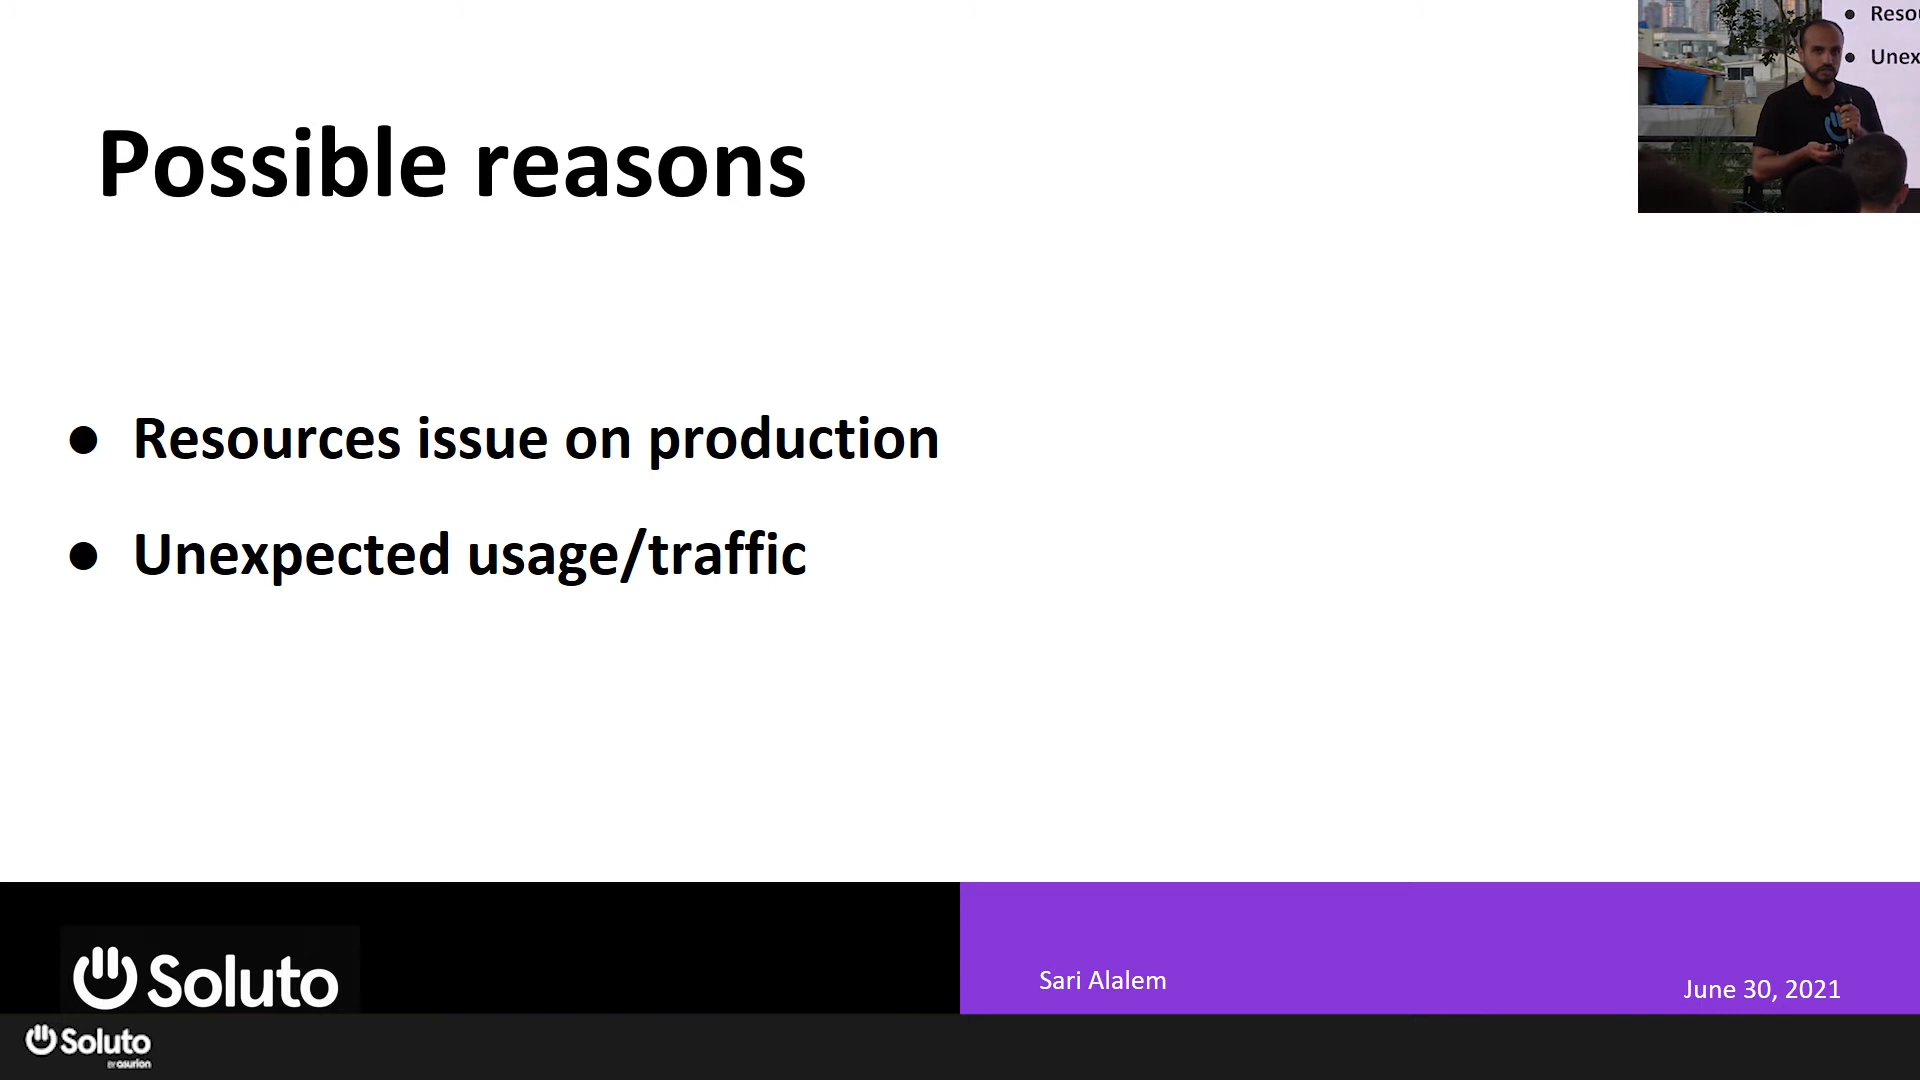 Possible reasons
● Resources issue on production
● Unexpected usage/traffic
● Reso
● Unex
Soluto
Sari Alalem
June 30, 2021
Soluto
BY asurion